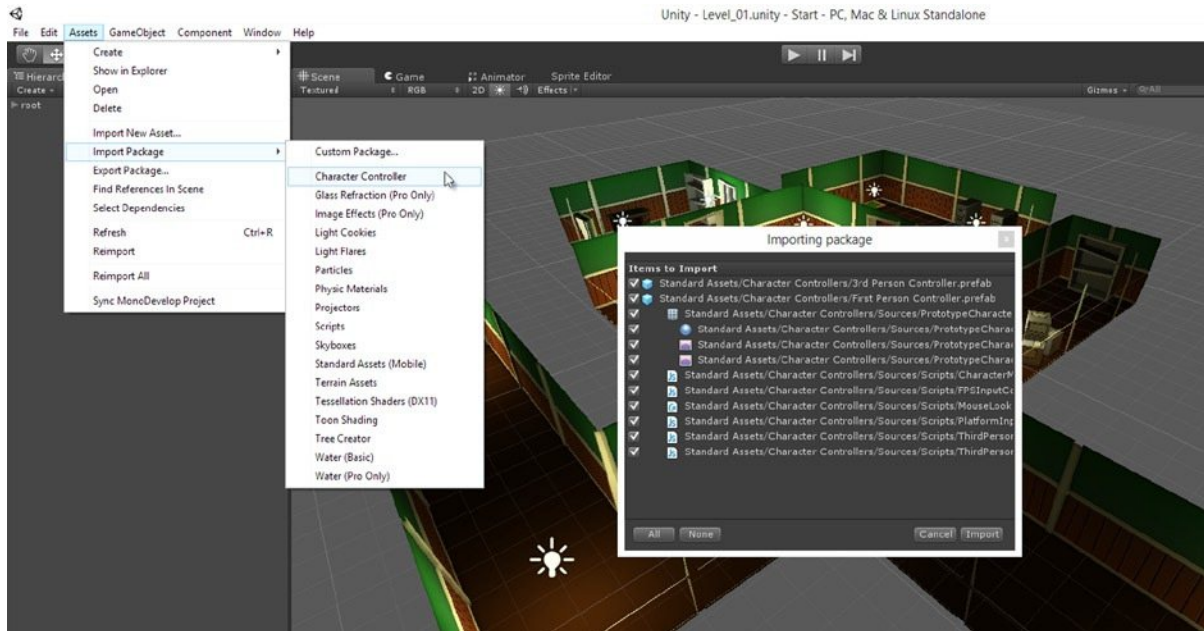 Unity - Level_01.unity - Start - PC, Mac & Linux Standalone
File Edit Assets GameObject Component Window Help
Hierarc
Create
root
Create
Show in Explorer
Open
Delete
Import New Asset...
Import Package
Export Package...
Find References In Scene
Select Dependencies
Refresh Ctrl+R
Reimport
Reimport All
Sync MonoDevelop Project
Custom Package...
Character Controller
Glass Refraction (Pro Only)
Image Effects (Pro Only)
Light Cookies
Light Flares
Particles
Physic Materials
Projectors
Scripts
Skyboxes
Standard Assets (Mobile)
Terrain Assets
Tessellation Shaders (DX11)
Toon Shading
Tree Creator
Water (Basic)
Water (Pro Only)
Scene Game Animator Sprite Editor
Textured RGB 2D Effects Gizmos All
Importing package
Items to Import
Standard Assets/Character Controllers/3rd Person Controller.prefab
Standard Assets/Character Controllers/First Person Controller.prefab
Standard Assets/Character Controllers/Sources/PrototypeCharacte
Standard Assets/Character Controllers/Sources/PrototypeCharac
Standard Assets/Character Controllers/Sources/PrototypeCharac
Standard Assets/Character Controllers/Sources/PrototypeCharac
Standard Assets/Character Controllers/Sources/Scripts/CharacterM
Standard Assets/Character Controllers/Sources/Scripts/FPSInputCo
Standard Assets/Character Controllers/Sources/Scripts/MouseLook
Standard Assets/Character Controllers/Sources/Scripts/PlatformInp
Standard Assets/Character Controllers/Sources/Scripts/ThirdPerson
Standard Assets/Character Controllers/Sources/Scripts/ThirdPerson
All None Cancel Import